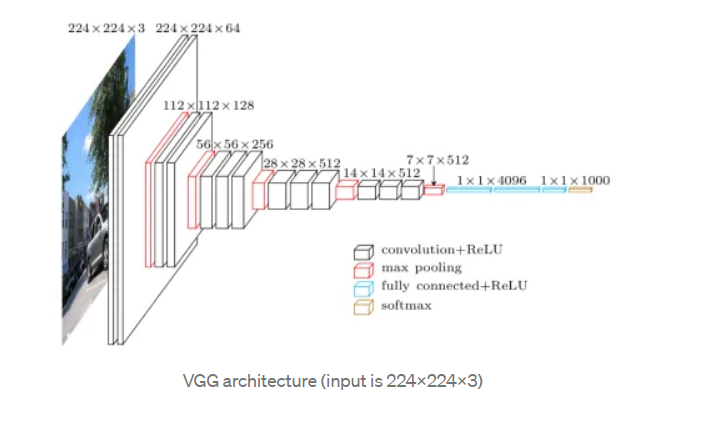 224×224×3 224×224×64
112×112×128
56×56×256
28×28×512
14×14×512
7×7×512
1×1×4096 1×1×1000
convolution+ReLU
max pooling
fully connected+ReLU
softmax
VGG architecture (input is 224×224×3)